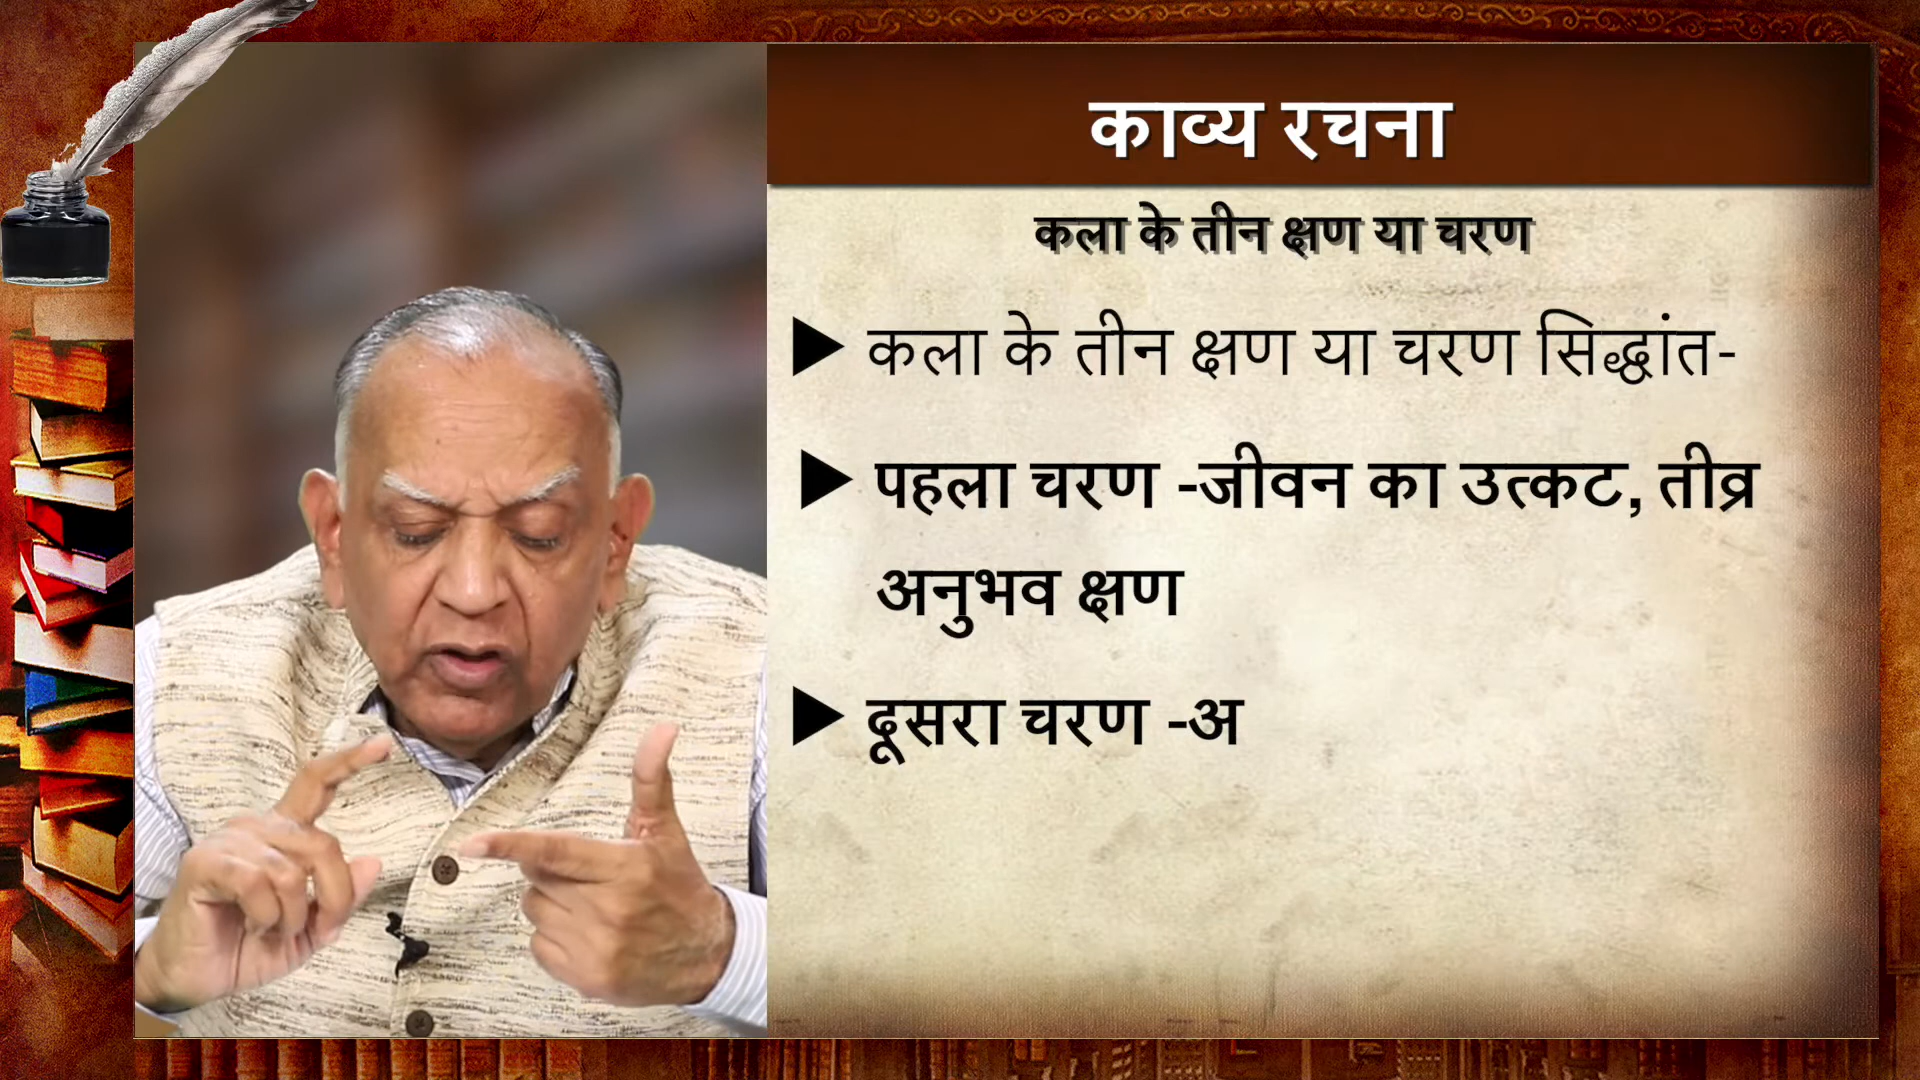 काव्य रचना
कला के तीन क्षण या चरण
कला के तीन क्षण या चरण सिद्धांत-
पहला चरण -जीवन का उत्कट, तीव्र
अनुभव क्षण
दूसरा चरण -अ